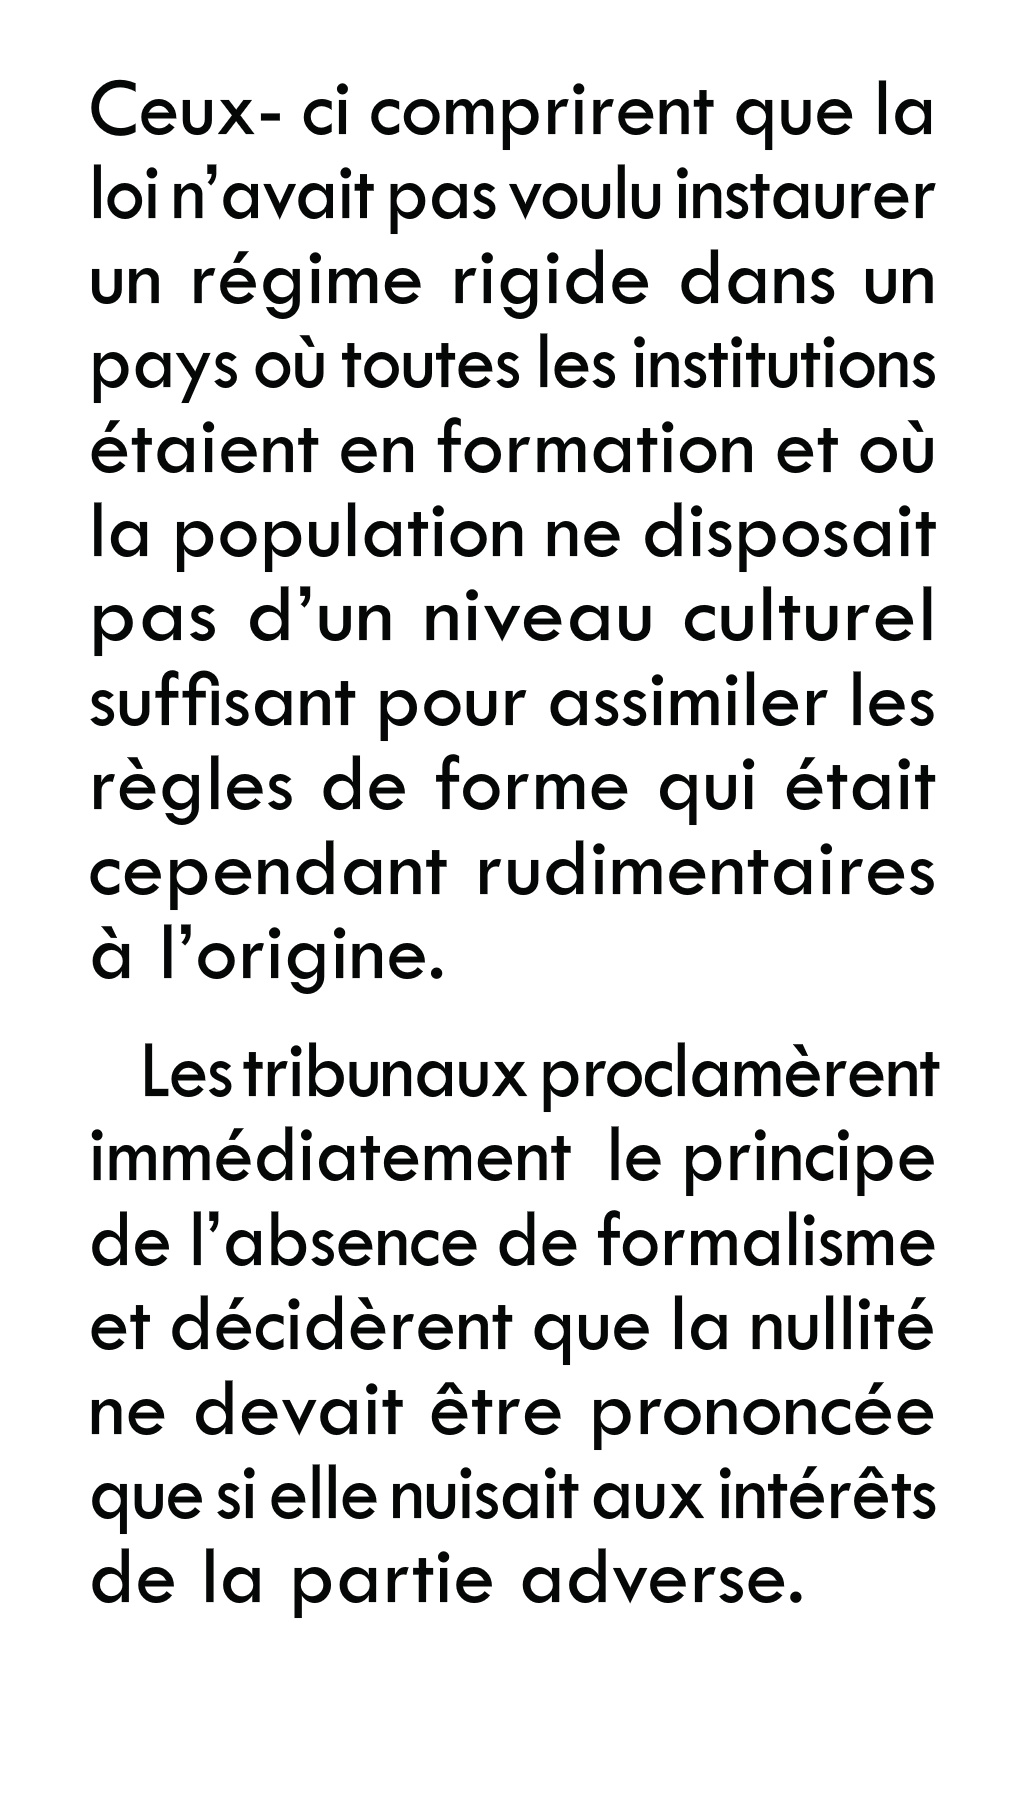 Ceux- ci comprirent que la
loi n’avait pas voulu instaurer
un régime rigide dans un
pays où toutes les institutions
étaient en formation et où
la population ne disposait
pas d’un niveau culturel
suffisant pour assimiler les
règles de forme qui était
cependant rudimentaires
à l’origine.
Les tribunaux proclamèrent
immédiatement le principe
de l’absence de formalisme
et décidèrent que la nullité
ne devait être prononcée
que si elle nuisait aux intérêts
de la partie adverse.